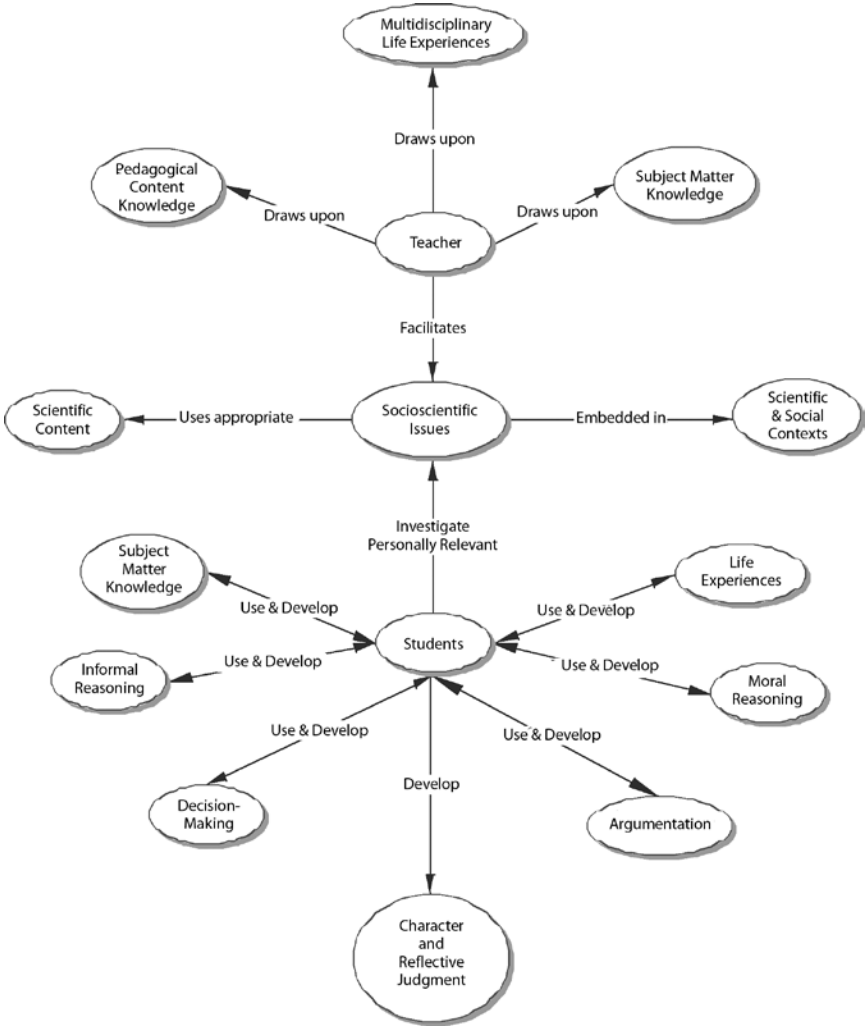 Multidisciplinary
Life Experiences
Draws upon
Pedagogical
Content
Knowledge
Subject Matter
Knowledge
Draws upon
Draws upon
Teacher
Facilitates
Scientific
Content
Uses appropriate
Socioscientific
Issues
Embedded in
Scientific
& Social
Contexts
Investigate
Personally Relevant
Subject
Matter
Knowledge
Life
Experiences
Use & Develop
Use & Develop
Students
Informal
Reasoning
Use & Develop
Use & Develop
Moral
Reasoning
Use & Develop
Use & Develop
Decision-
Making
Develop
Argumentation
Character
and
Reflective
Judgment